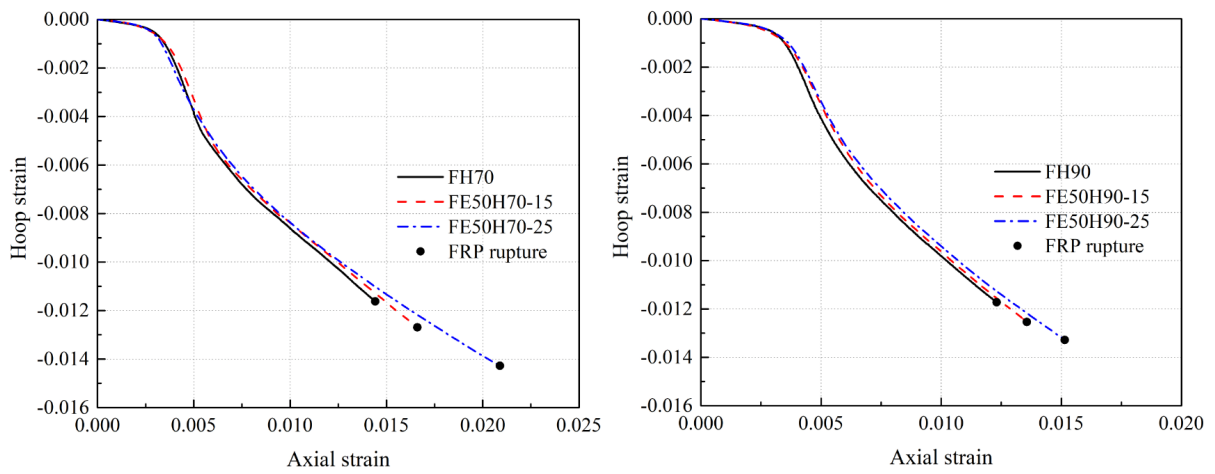 0.000
-0.002
-0.004
-0.006
-0.008
-0.010
-0.012
-0.014
-0.016
Hoop strain
FH70
FE50H70-15
FE50H70-25
FRP rupture
0.000 0.005 0.010 0.015 0.020 0.025
Axial strain
0.000
-0.002
-0.004
-0.006
-0.008
-0.010
-0.012
-0.014
-0.016
Hoop strain
FH90
FE50H90-15
FE50H90-25
FRP rupture
0.000 0.005 0.010 0.015 0.020
Axial strain